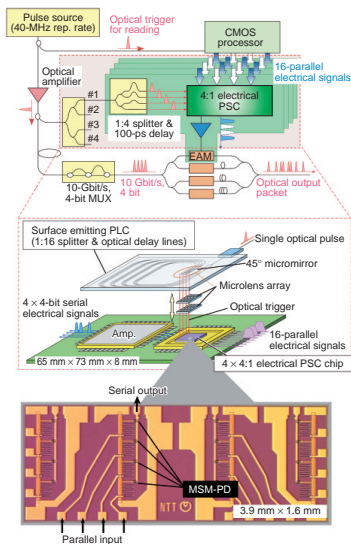 Pulse source
(40-MHz rep. rate)
Optical trigger
for reading
CMOS
processor
Optical
amplifier
16-parallel
electrical signals
#1
#2
#3
#4
4:1 electrical
PSC
1:4 splitter &
100-ps delay
EAM
10-Gbit/s,
4-bit MUX
10 Gbit/s,
4 bit
Optical output
packet
Surface emitting PLC
(1:16 splitter & optical delay lines)
Single optical pulse
45° micromirror
Microlens array
4 × 4-bit serial
electrical signals
Optical trigger
Amp.
16-parallel
electrical signals
65 mm × 73 mm × 8 mm
4 × 4:1 electrical PSC chip
Serial output
MSM-PD
NTT
3.9 mm × 1.6 mm
Parallel input